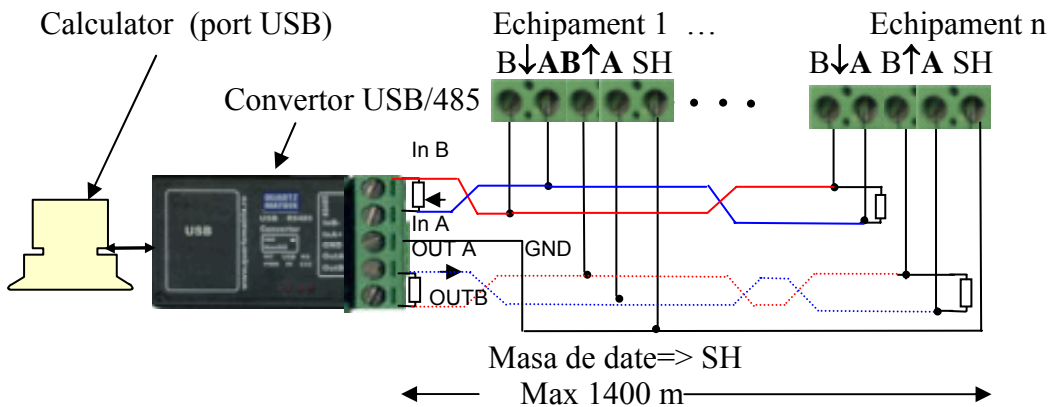 Calculator (port USB)
Echipament 1 ...
Echipament n
B↓AB↑A SH
B↓A B↑A SH
Convertor USB/485
In B
USB
In A
OUT A
GND
OUTB
Masa de date=> SH
Max 1400 m